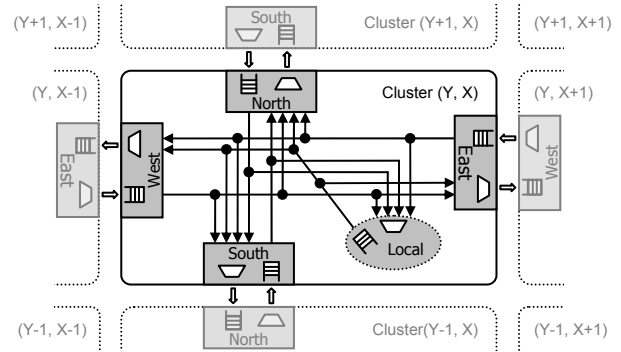 (Y+1, X-1)
South
Cluster (Y+1, X)
(Y+1, X+1)
(Y, X-1)
North
Cluster (Y, X)
(Y, X+1)
East
West
East
West
South
Local
(Y-1, X-1)
North
Cluster(Y-1, X)
(Y-1, X+1)